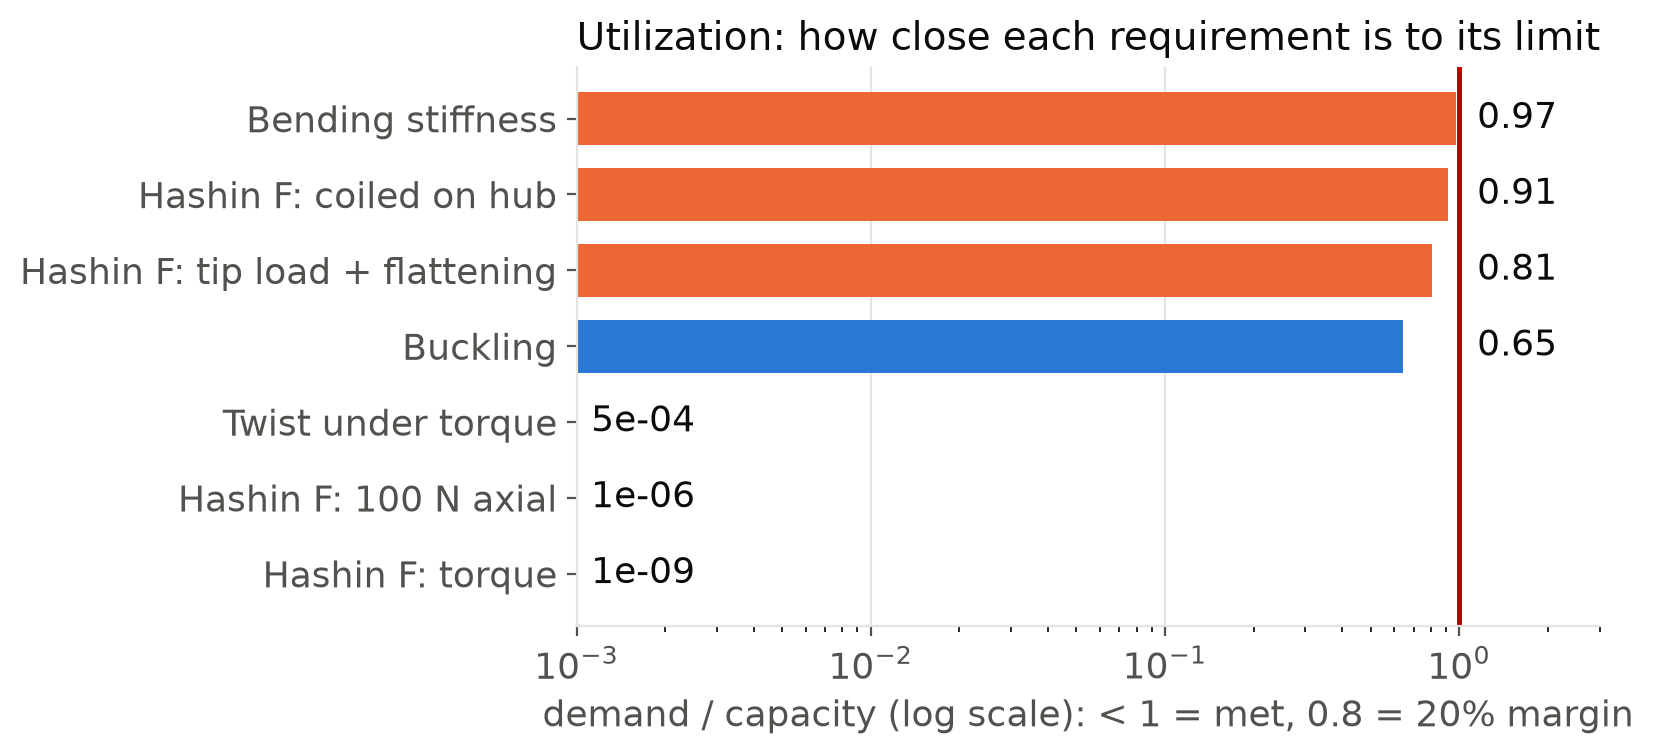 Utilization: how close each requirement is to its limit
Bending stiffness 0.97
Hashin F: coiled on hub 0.91
Hashin F: tip load + flattening 0.81
Buckling 0.65
Twist under torque 5e-04
Hashin F: 100 N axial 1e-06
Hashin F: torque 1e-09
10⁻³ 10⁻² 10⁻¹ 10⁰
demand / capacity (log scale): < 1 = met, 0.8 = 20% margin